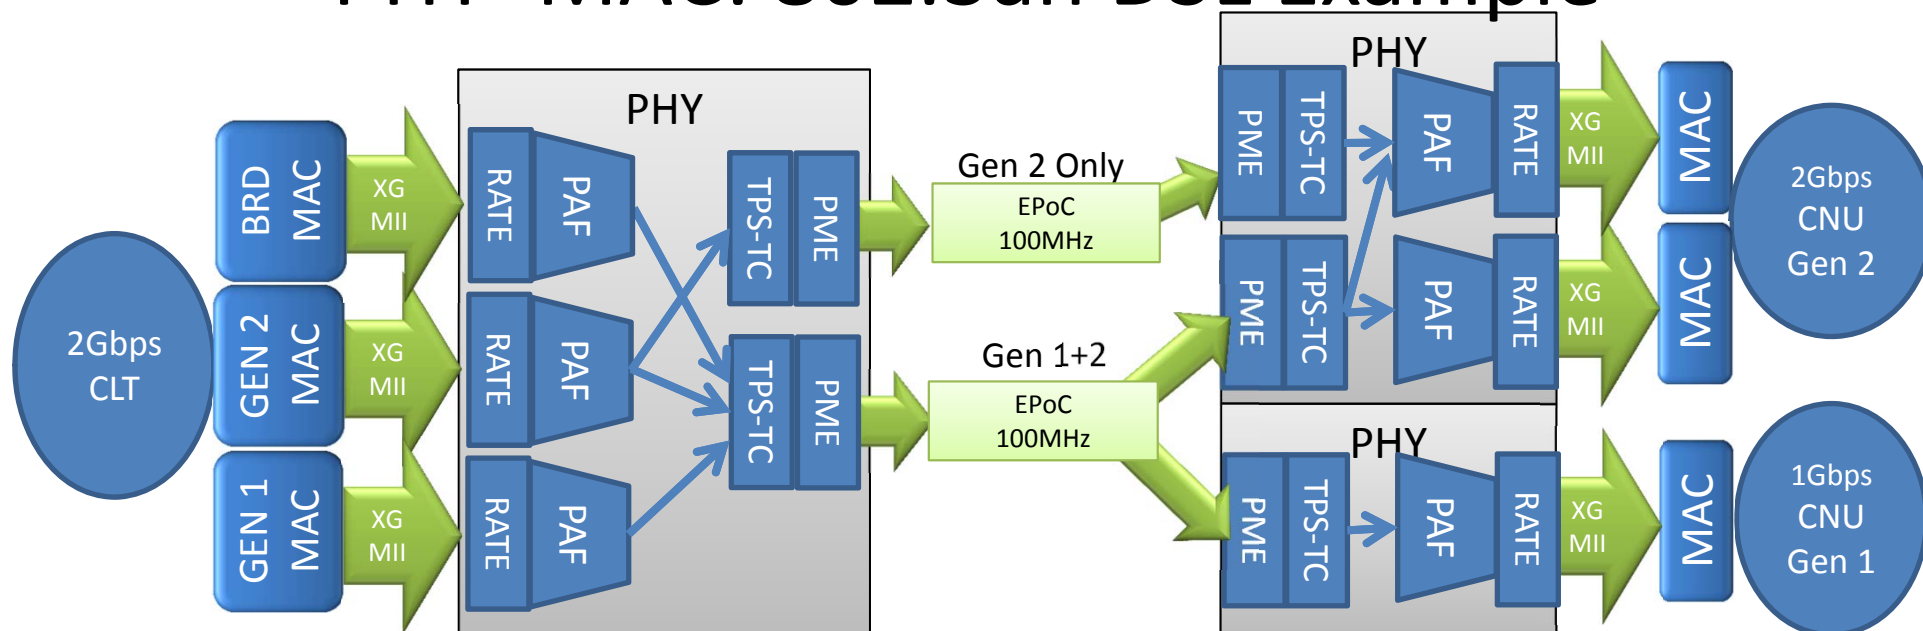 PHY
BRD
MAC
XG
MII
RATE
PAF
TPS-TC
PME
GEN 2
MAC
XG
MII
RATE
PAF
TPS-TC
PME
GEN 1
MAC
XG
MII
RATE
PAF
2Gbps
CLT
Gen 2 Only
EPoC
100MHz
Gen 1+2
EPoC
100MHz
PHY
PME
TPS-TC
PAF
RATE
XG
MII
MAC
PME
TPS-TC
PAF
RATE
XG
MII
MAC
2Gbps
CNU
Gen 2
PHY
PME
TPS-TC
PAF
RATE
XG
MII
MAC
1Gbps
CNU
Gen 1